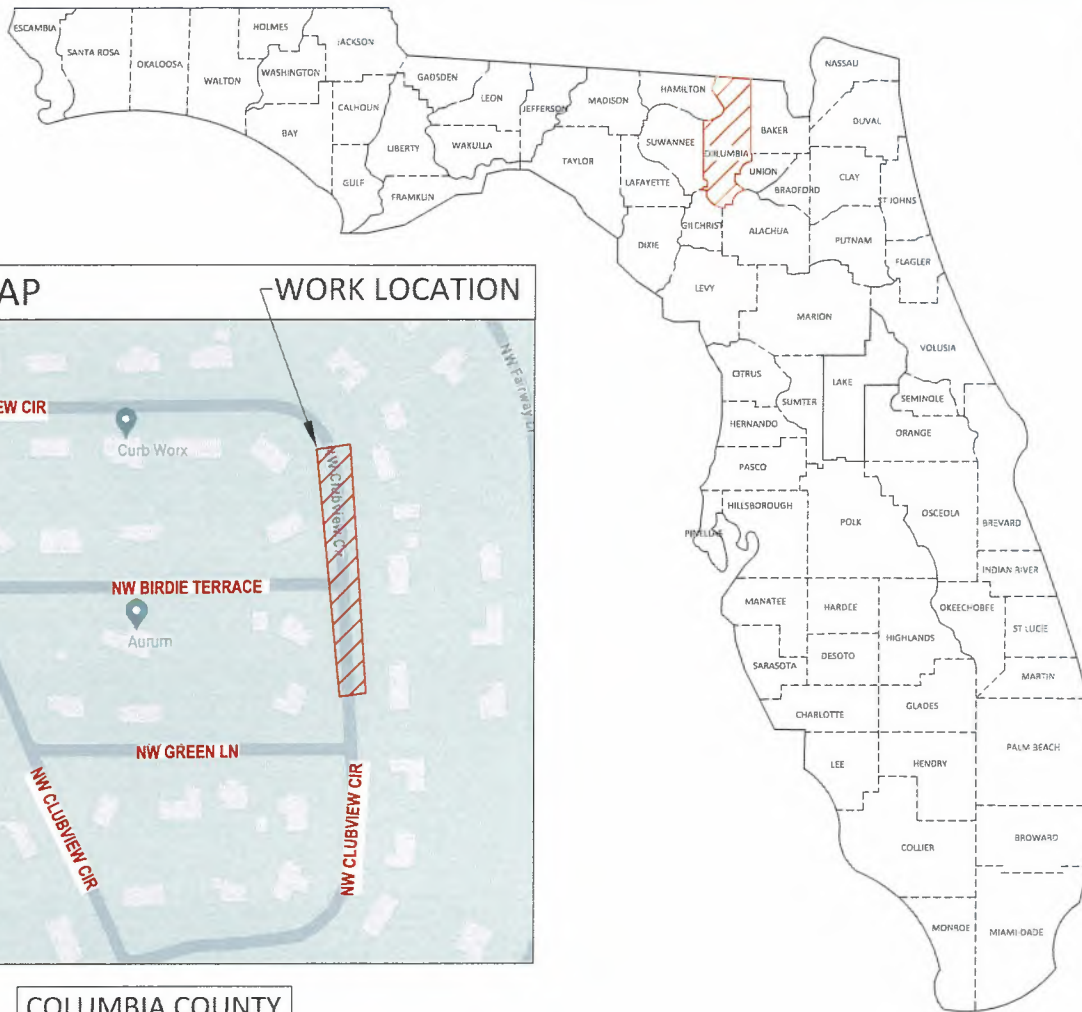 ESCAMBIA
SANTA ROSA
OKALOOSA
WALTON
HOLMES
WASHINGTON
JACKSON
BAY
CALHOUN
GULF
GADSDEN
LIBERTY
FRANKLIN
LEON
WAKULLA
JEFFERSON
MADISON
TAYLOR
HAMILTON
SUWANNEE
LAFAYETTE
DIXIE
COLUMBIA
GILCHRIST
BAKER
UNION
BRADFORD
ALACHUA
NASSAU
DUVAL
CLAY
ST JOHNS
PUTNAM
FLAGLER
LEVY
MARION
VOLUSIA
CITRUS
SUMTER
LAKE
SEMINOLE
HERNANDO
ORANGE
PASCO
HILLSBOROUGH
POLK
OSCEOLA
BREVARD
INDIAN RIVER
MANATEE
HARDEE
HIGHLANDS
OKEECHOBEE
ST LUCIE
SARASOTA
DESOTO
MARTIN
CHARLOTTE
GLADES
LEE
HENDRY
PALM BEACH
COLLIER
BROWARD
MONROE
MIAMI-DADE
AP
WORK LOCATION
EW CIR
Curb Worx
NW Clubview Cir
NW Fairway
NW BIRDIE TERRACE
Aurum
NW GREEN LN
NW CLUBVIEW CIR
NW CLUBVIEW CIR
COLUMBIA COUNTY